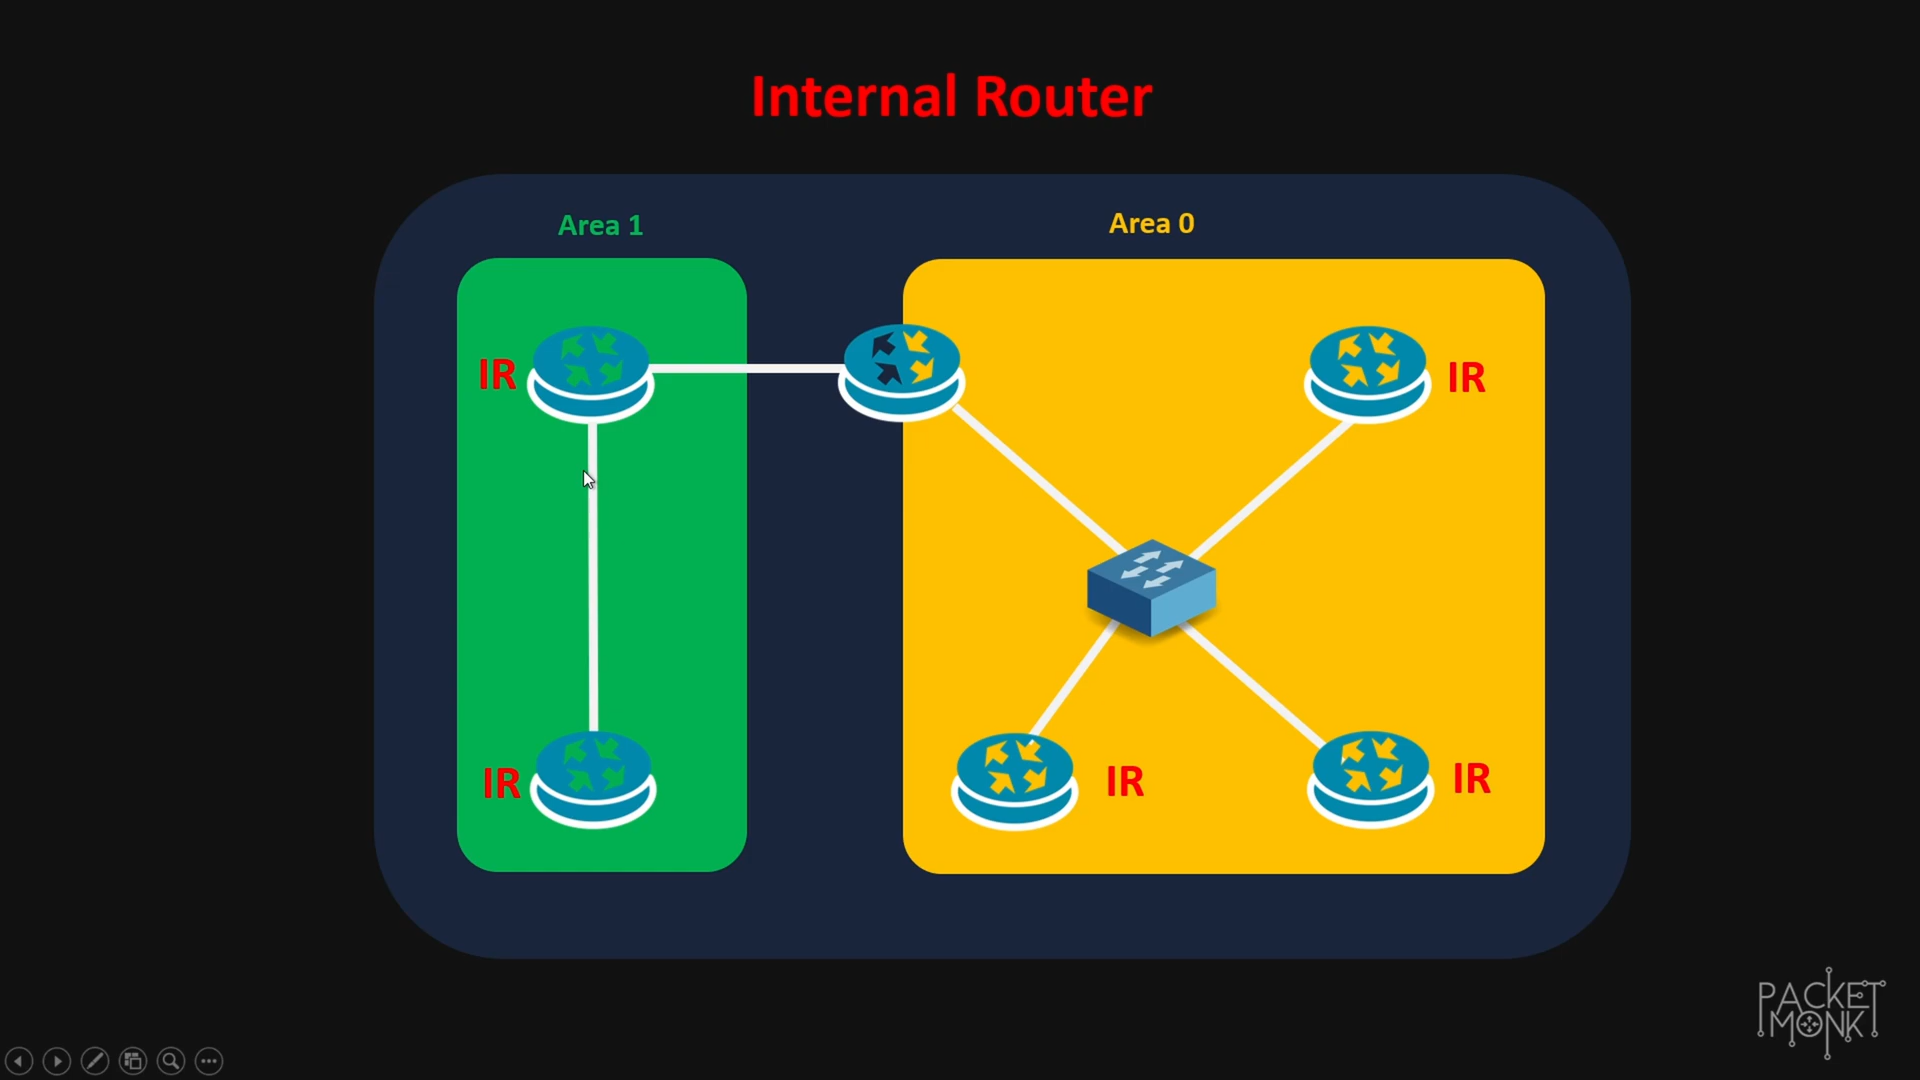 Internal Router
Area 1
Area 0
IR
IR
IR
IR
IR
PACKET
MONK